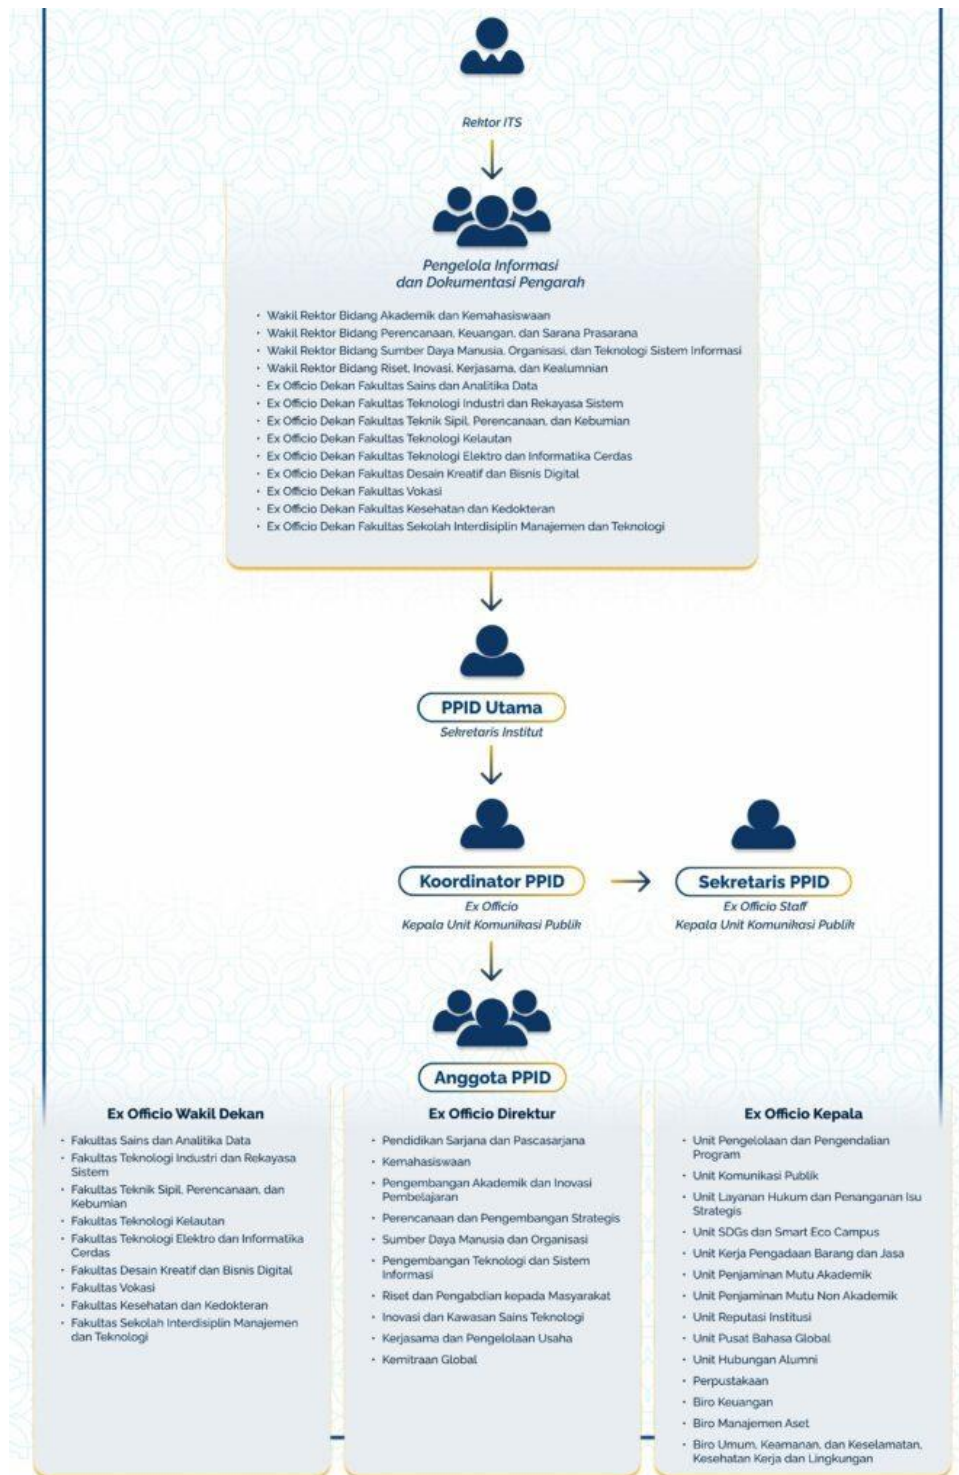 Rektor ITS
Pengelola Informasi
dan Dokumentasi Pengarah
• Wakil Rektor Bidang Akademik dan Kemahasiswaan
• Wakil Rektor Bidang Perencanaan, Keuangan, dan Sarana Prasarana
• Wakil Rektor Bidang Sumber Daya Manusia, Organisasi, dan Teknologi Sistem Informasi
• Wakil Rektor Bidang Riset, Inovasi, Kerjasama, dan Kealumnian
• Ex Officio Dekan Fakultas Sains dan Analitika Data
• Ex Officio Dekan Fakultas Teknologi Industri dan Rekayasa Sistem
• Ex Officio Dekan Fakultas Teknik Sipil, Perencanaan, dan Kebumian
• Ex Officio Dekan Fakultas Teknologi Kelautan
• Ex Officio Dekan Fakultas Teknologi Elektro dan Informatika Cerdas
• Ex Officio Dekan Fakultas Desain Kreatif dan Bisnis Digital
• Ex Officio Dekan Fakultas Vokasi
• Ex Officio Dekan Fakultas Kesehatan dan Kedokteran
• Ex Officio Dekan Fakultas Sekolah Interdisiplin Manajemen dan Teknologi
PPID Utama
Sekretaris Institut
Koordinator PPID
Ex Officio
Kepala Unit Komunikasi Publik
Sekretaris PPID
Ex Officio Staff
Kepala Unit Komunikasi Publik
Anggota PPID
Ex Officio Wakil Dekan
• Fakultas Sains dan Analitika Data
• Fakultas Teknologi Industri dan Rekayasa
Sistem
• Fakultas Teknik Sipil, Perencanaan, dan
Kebumian
• Fakultas Teknologi Kelautan
• Fakultas Teknologi Elektro dan Informatika
Cerdas
• Fakultas Desain Kreatif dan Bisnis Digital
• Fakultas Vokasi
• Fakultas Kesehatan dan Kedokteran
• Fakultas Sekolah Interdisiplin Manajemen
dan Teknologi
Ex Officio Direktur
• Pendidikan Sarjana dan Pascasarjana
• Kemahasiswaan
• Pengembangan Akademik dan Inovasi
Pembelajaran
• Perencanaan dan Pengembangan Strategis
• Sumber Daya Manusia dan Organisasi
• Pengembangan Teknologi dan Sistem
Informasi
• Riset dan Pengabdian kepada Masyarakat
• Inovasi dan Kawasan Sains Teknologi
• Kerjasama dan Pengelolaan Usaha
• Kemitraan Global
Ex Officio Kepala
• Unit Pengelolaan dan Pengendalian
Program
• Unit Komunikasi Publik
• Unit Layanan Hukum dan Penanganan Isu
Strategis
• Unit SDGs dan Smart Eco Campus
• Unit Kerja Pengadaan Barang dan Jasa
• Unit Penjaminan Mutu Akademik
• Unit Penjaminan Mutu Non Akademik
• Unit Reputasi Institusi
• Unit Pusat Bahasa Global
• Unit Hubungan Alumni
• Perpustakaan
• Biro Keuangan
• Biro Manajemen Aset
• Biro Umum, Keamanan, dan Keselamatan,
Kesehatan Kerja dan Lingkungan